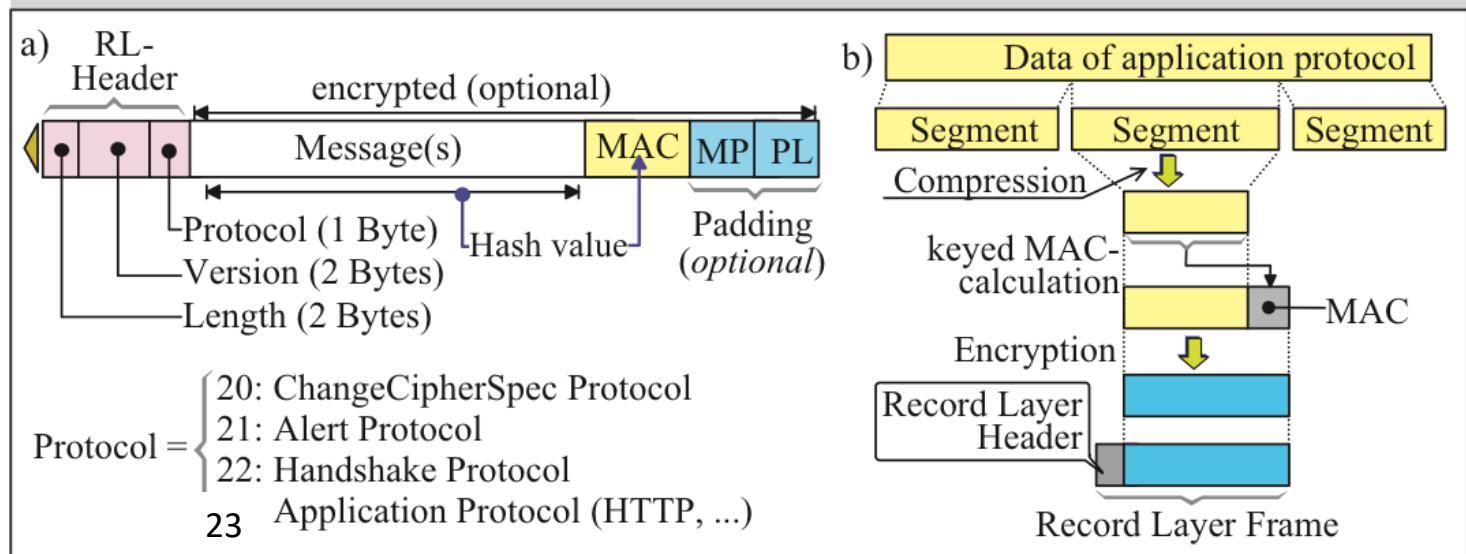 a)
RL-
Header
encrypted (optional)
Message(s)
MAC
MP
PL
Protocol (1 Byte)
Version (2 Bytes)
Length (2 Bytes)
Hash value
Padding
(optional)
Protocol =
20: ChangeCipherSpec Protocol
21: Alert Protocol
22: Handshake Protocol
23 Application Protocol (HTTP, ...)
b)
Data of application protocol
Segment
Segment
Segment
Compression
keyed MAC-
calculation
MAC
Encryption
Record Layer
Header
Record Layer Frame